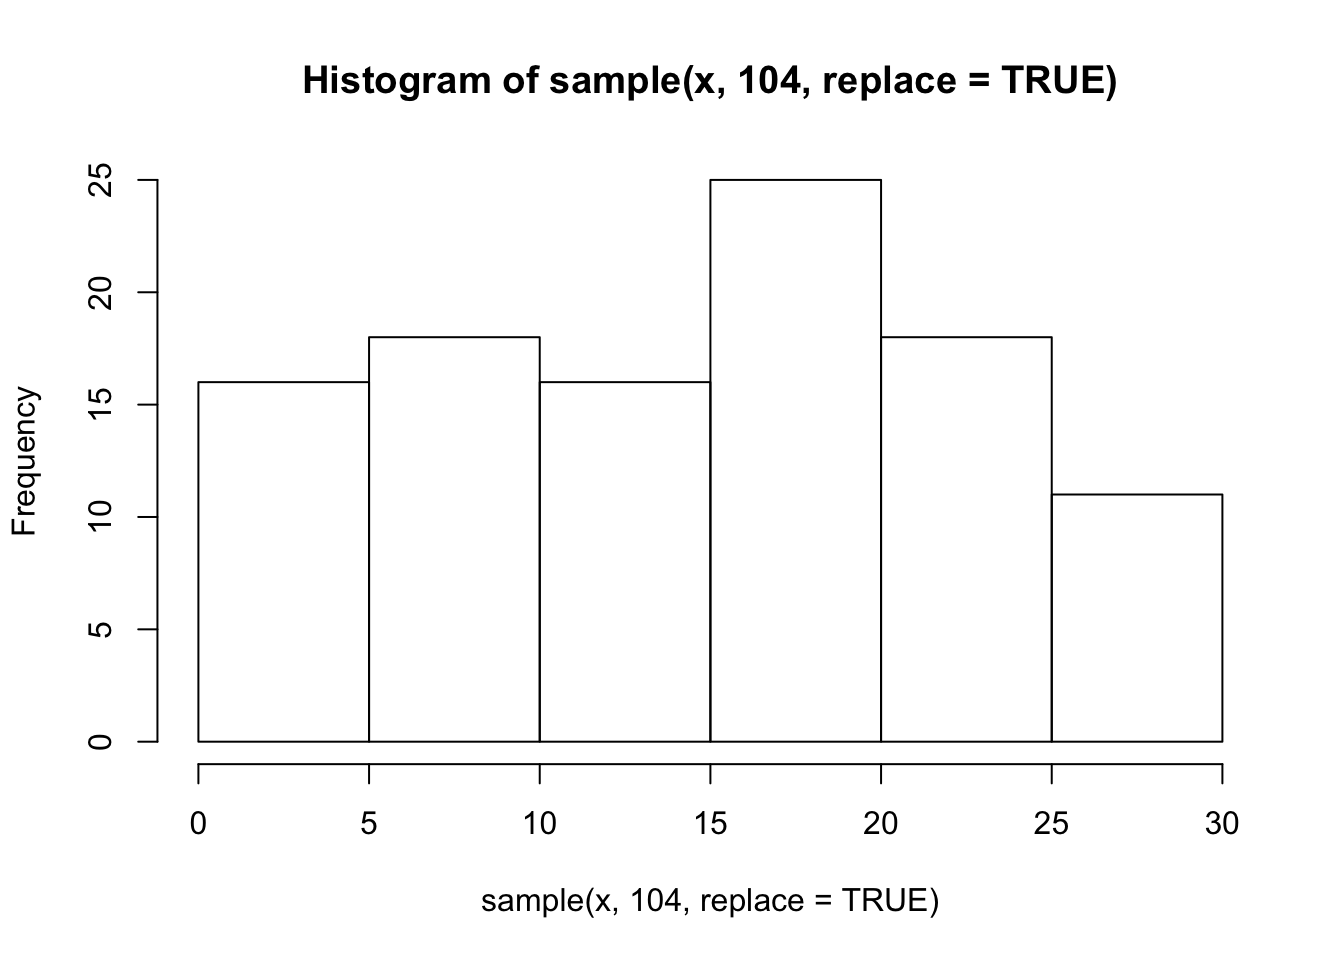 Histogram of sample(x, 104, replace = TRUE)
Frequency
25
20
15
10
5
0
0 5 10 15 20 25 30
sample(x, 104, replace = TRUE)